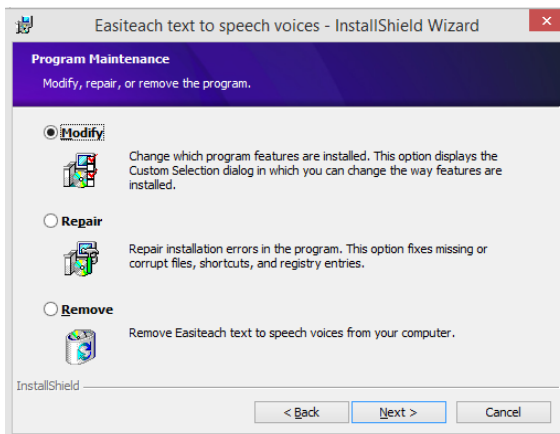 Easiteach text to speech voices - InstallShield Wizard
Program Maintenance
Modify, repair, or remove the program.
Modify
Change which program features are installed. This option displays the
Custom Selection dialog in which you can change the way features are
installed.
Repair
Repair installation errors in the program. This option fixes missing or
corrupt files, shortcuts, and registry entries.
Remove
Remove Easiteach text to speech voices from your computer.
InstallShield
< Back Next > Cancel